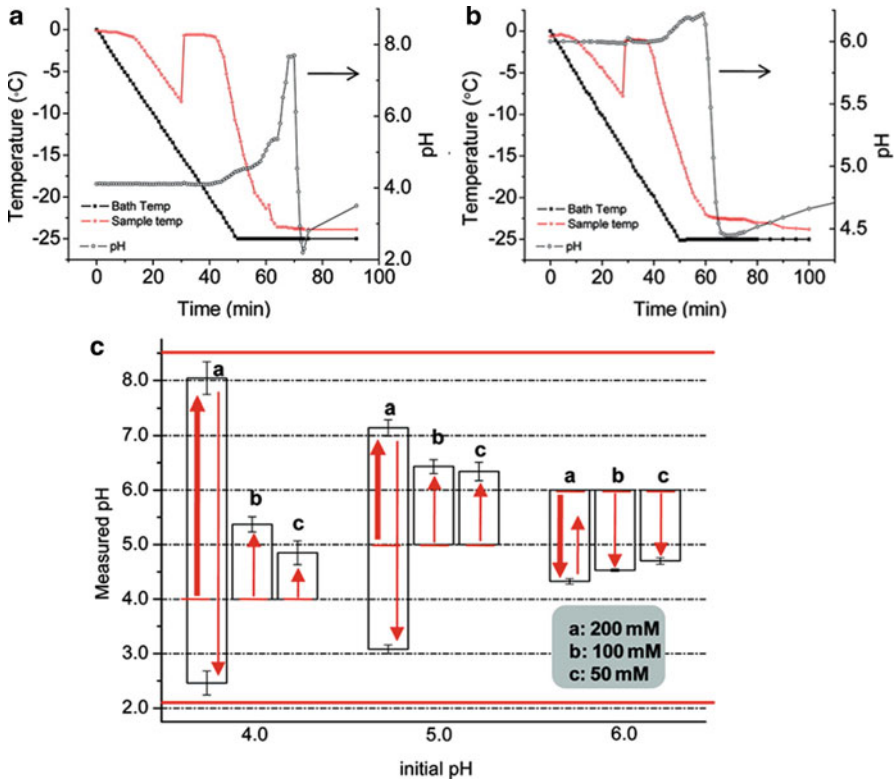 a
0
-5
-10
-15
-20
-25
Temperature (◦C)
Bath Temp
Sample temp
pH
8.0
6.0
4.0
2.0
pH
0 20 40 60 80 100
Time (min)
b
0
-5
-10
-15
-20
-25
Temperature (°C)
Bath Temp
Sample temp
pH
6.0
5.5
5.0
4.5
pH
0 20 40 60 80 100
Time (min)
c
8.0
7.0
6.0
5.0
4.0
3.0
2.0
Measured pH
a
b
c
a
b
c
a b c
a: 200 mM
b: 100 mM
c: 50 mM
4.0 5.0 6.0
initial pH